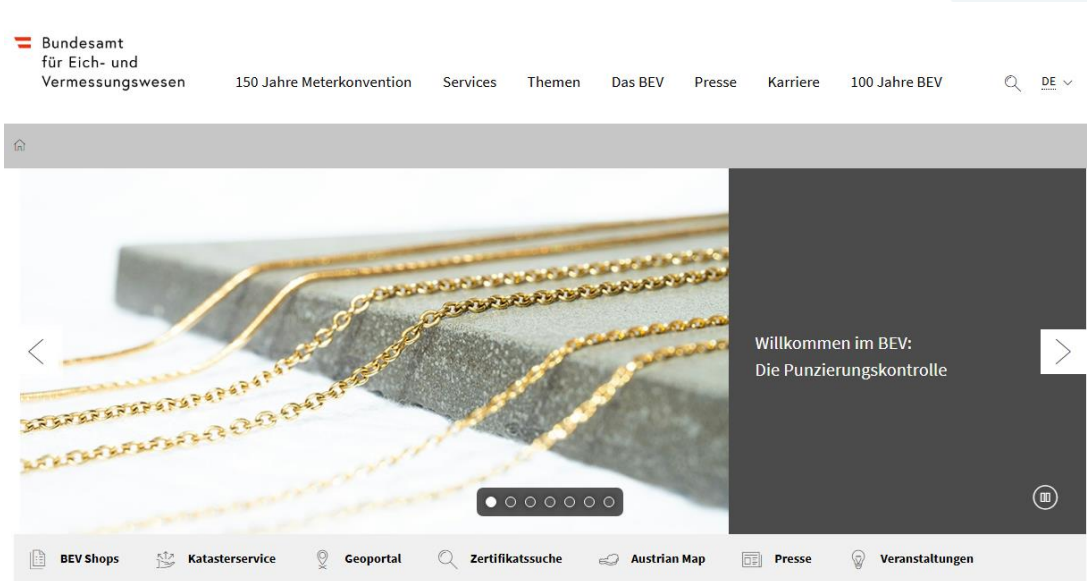 Bundesamt
für Eich- und
Vermessungswesen
150 Jahre Meterkonvention Services Themen Das BEV Presse Karriere 100 Jahre BEV DE
Willkommen im BEV:
Die Punzierungskontrolle
BEV Shops Katasterservice Geoportal Zertifikatssuche Austrian Map Presse Veranstaltungen